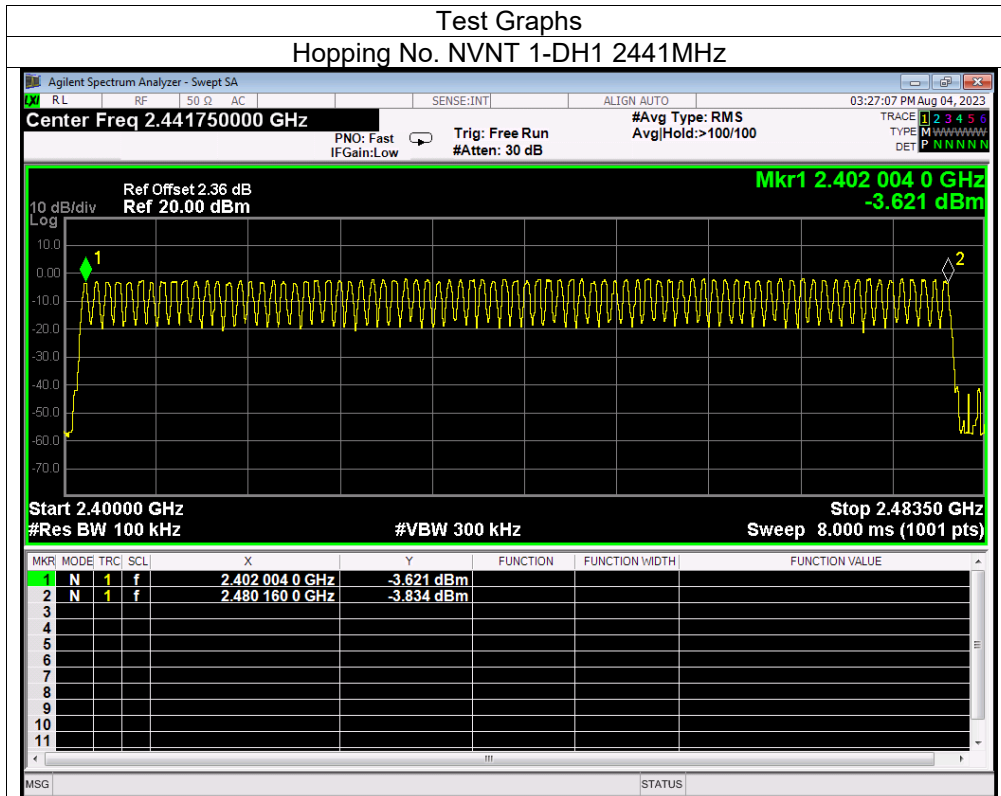 Test Graphs
Hopping No. NVNT 1-DH1 2441MHz
Agilent Spectrum Analyzer - Swept SA
LXI RL RF 50 Ω AC SENSE:INT ALIGN AUTO 03:27:07 PM Aug 04, 2023
Center Freq 2.441750000 GHz #Avg Type: RMS TRACE 1 2 3 4 5 6
PNO: Fast Trig: Free Run Avg|Hold:>100/100 TYPE M WWWWW
IFGain:Low #Atten: 30 dB DET P N N N N N
Mkr1 2.402 004 0 GHz
Ref Offset 2.36 dB
10 dB/div Ref 20.00 dBm -3.621 dBm
Log
10.0
1 2
0.00
-10.0
-20.0
-30.0
-40.0
-50.0
-60.0
-70.0
Start 2.40000 GHz Stop 2.48350 GHz
#Res BW 100 kHz #VBW 300 kHz Sweep 8.000 ms (1001 pts)
MKR MODE TRC SCL X Y FUNCTION FUNCTION WIDTH FUNCTION VALUE
1 N 1 f 2.402 004 0 GHz -3.621 dBm
2 N 1 f 2.480 160 0 GHz -3.834 dBm
3
4
5
6
7
8
9
10
11
MSG STATUS